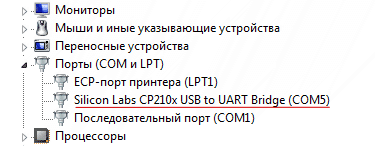 Мониторы
Мыши и иные указывающие устройства
Переносные устройства
Порты (COM и LPT)
ECP-порт принтера (LPT1)
Silicon Labs CP210x USB to UART Bridge (COM5)
Последовательный порт (COM1)
Процессоры